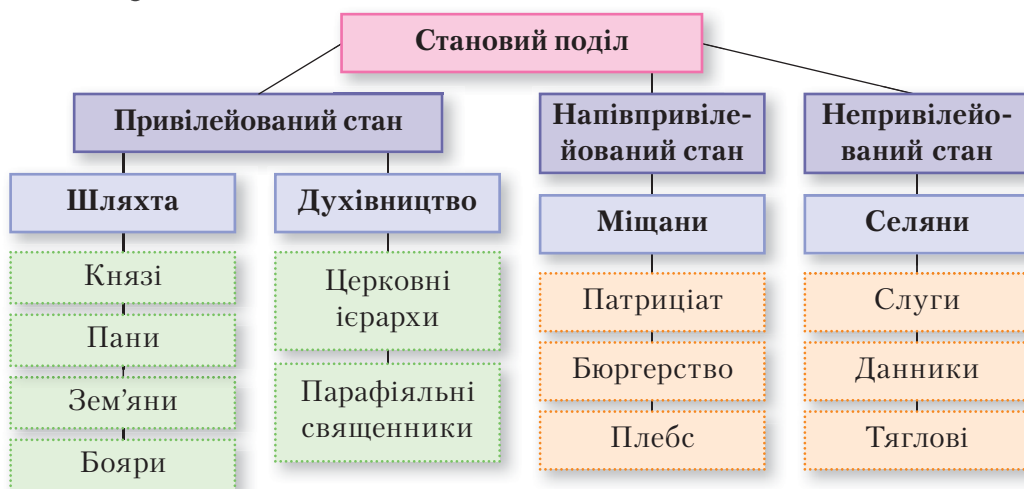 Становий поділ
Привілейований стан
Шляхта
Князі
Пани
Зем'яни
Бояри
Духівництво
Церковні
ієрархи
Парафіяльні
священники
Напівпривіле-
йований стан
Міщани
Патриціат
Бюргерство
Плебс
Непривілейо-
ваний стан
Селяни
Слуги
Данники
Тяглові